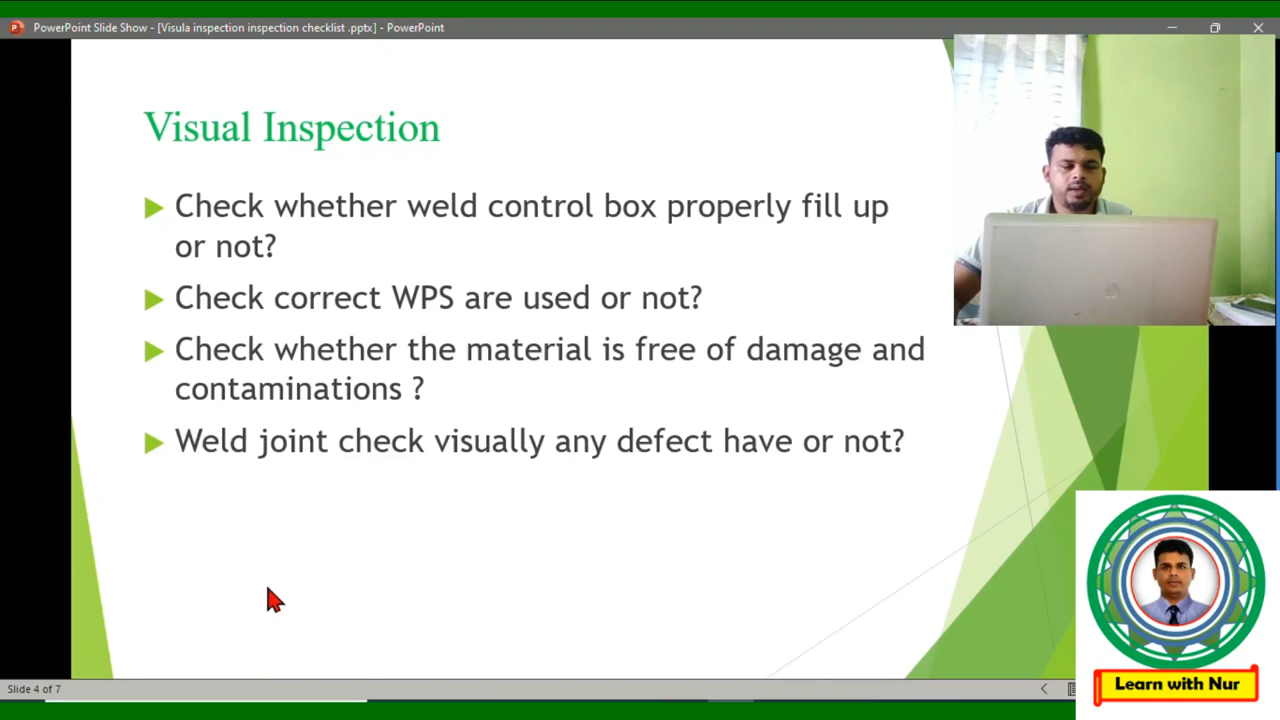 PowerPoint Slide Show - [Visula inspection inspection checklist .pptx] - PowerPoint
Visual Inspection
Check whether weld control box properly fill up
or not?
Check correct WPS are used or not?
Check whether the material is free of damage and
contaminations ?
Weld joint check visually any defect have or not?
Learn with Nur
Slide 4 of 7